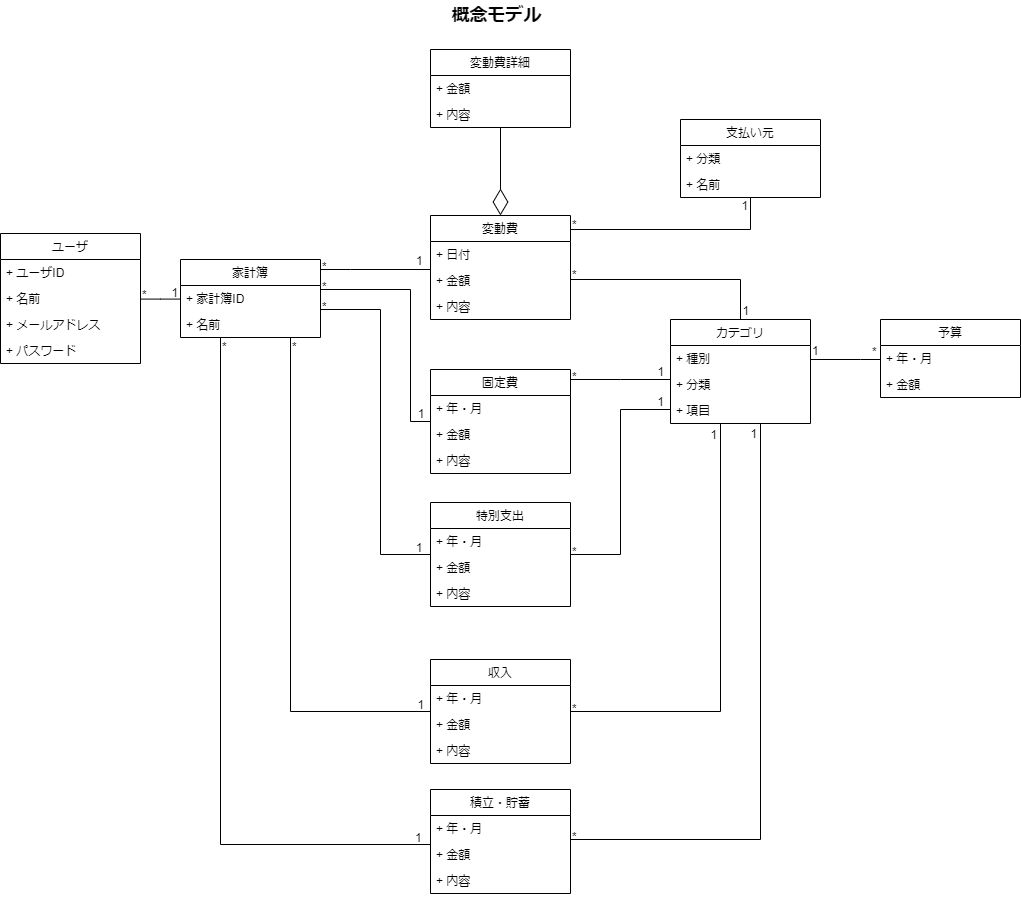 概念モデル
変動費詳細
+ 金額
+ 内容
支払い元
+ 分類
+ 名前
1
変動費
+ 日付
+ 金額
+ 内容
*
*
ユーザ
+ ユーザID
+ 名前
+ メールアドレス
+ パスワード
*
1
家計簿
+ 家計簿ID
+ 名前
*
*
*
*
*
1
1
カテゴリ
+ 種別
+ 分類
+ 項目
1
*
予算
+ 年・月
+ 金額
固定費
+ 年・月
+ 金額
+ 内容
*
1
1
1
1
1
特別支出
+ 年・月
+ 金額
+ 内容
1
*
収入
+ 年・月
+ 金額
+ 内容
1
*
積立・貯蓄
+ 年・月
+ 金額
+ 内容
1
*